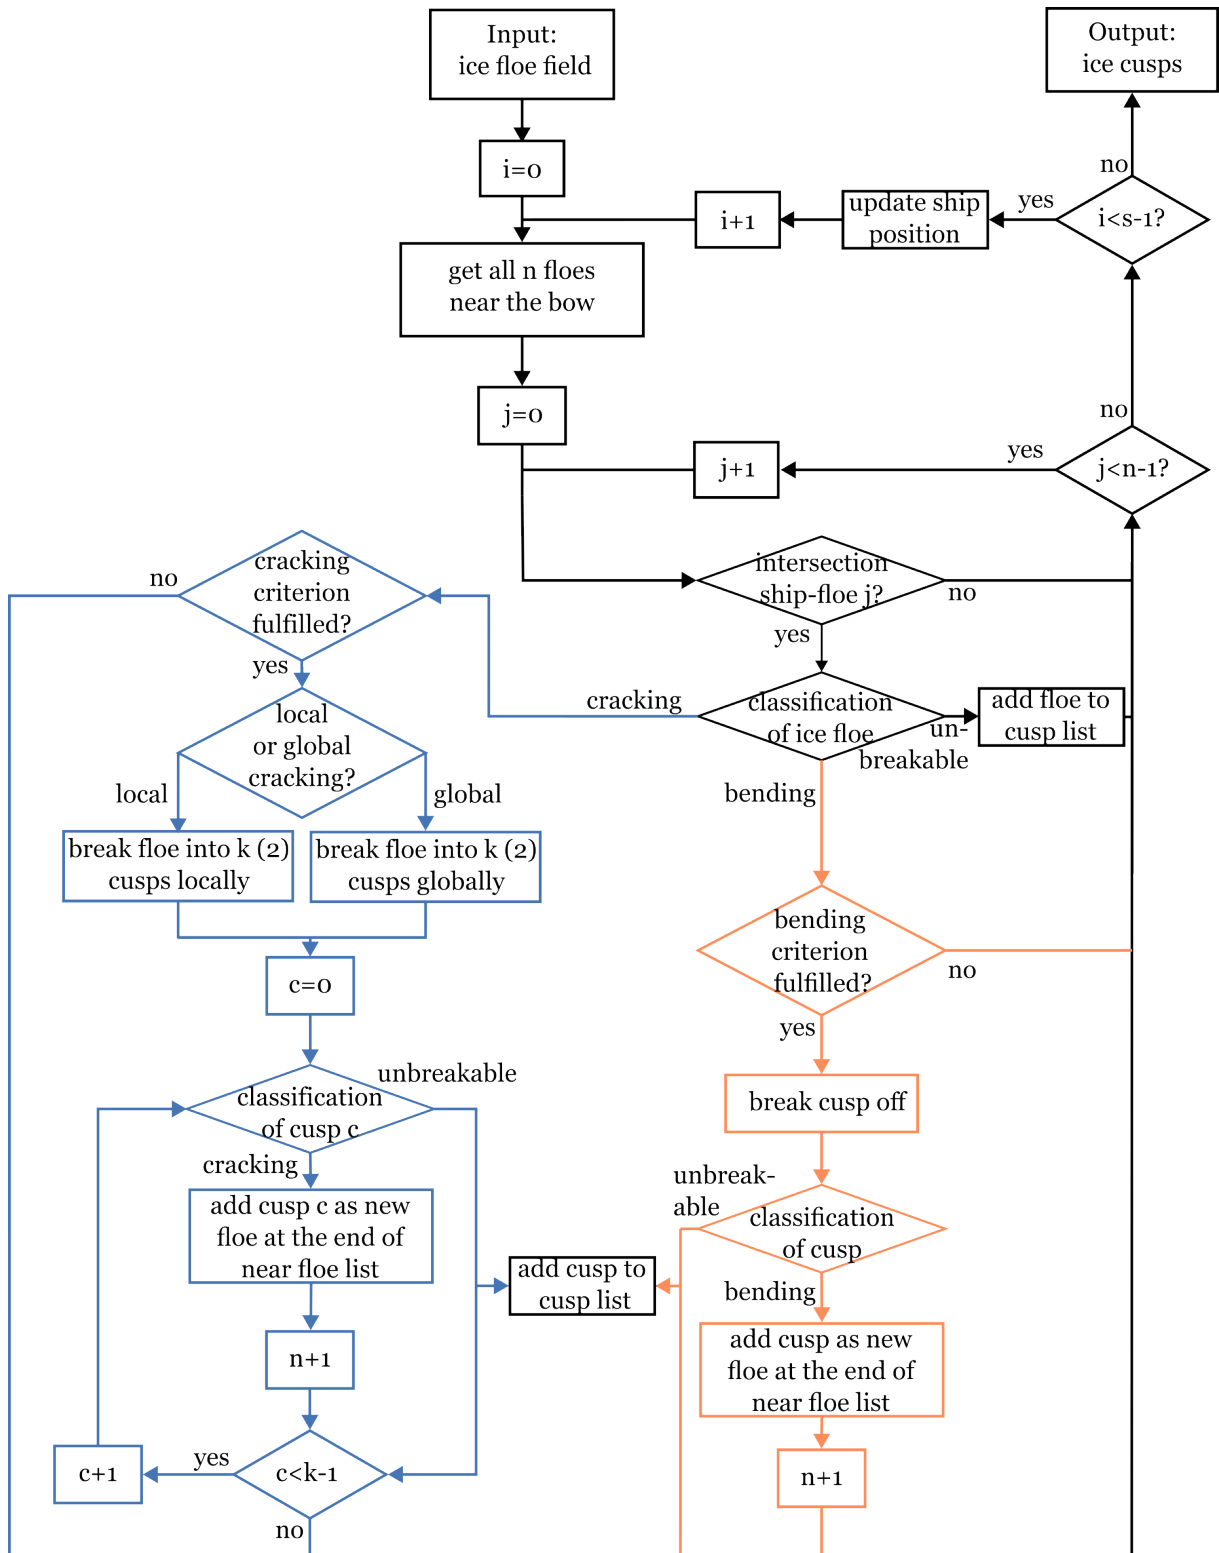 Input:
ice floe field
Output:
ice cusps
i=0
no
i+1
update ship
position
yes
i<s-1?
get all n floes
near the bow
j=0
no
j+1
yes
j<n-1?
cracking
criterion
fulfilled?
no
yes
intersection
ship-floe j?
no
yes
classification
of ice floe
cracking
un-
breakable
add floe to
cusp list
bending
local
or global
cracking?
local
global
break floe into k (2)
cusps locally
break floe into k (2)
cusps globally
bending
criterion
fulfilled?
no
yes
c=0
break cusp off
classification
of cusp c
unbreakable
cracking
unbreak-
able
classification
of cusp
bending
add cusp c as new
floe at the end of
near floe list
add cusp to
cusp list
add cusp as new
floe at the end of
near floe list
n+1
n+1
c+1
yes
c<k-1
no